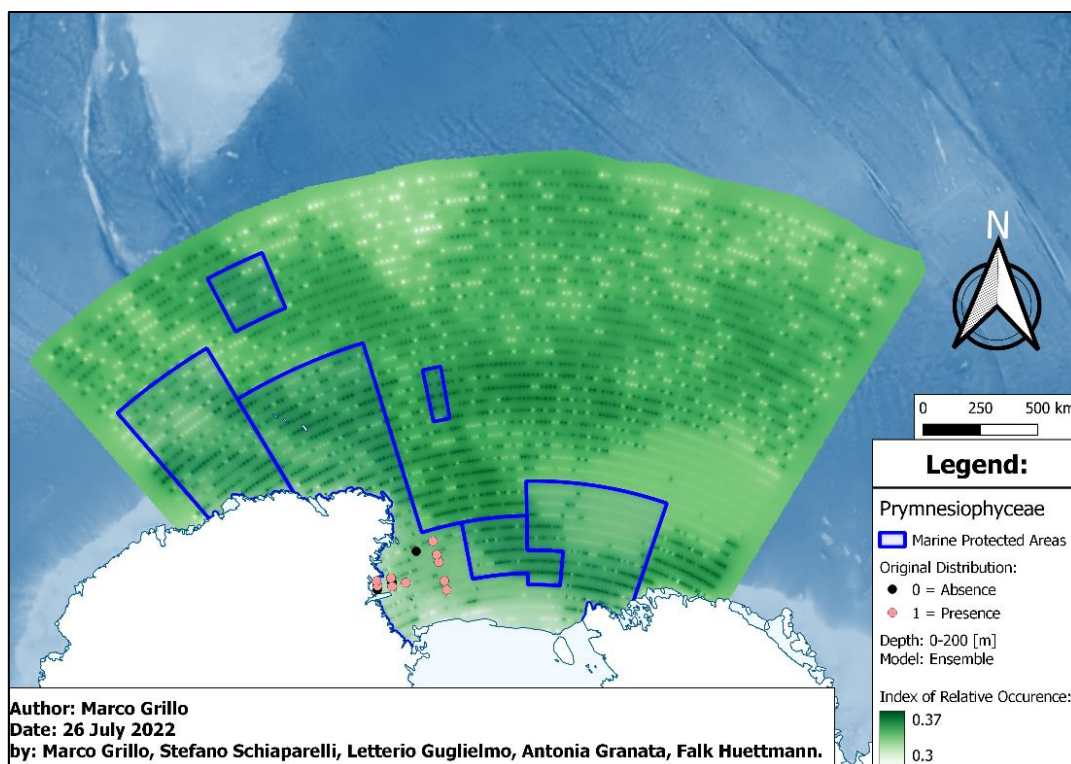 N
0 250 500 km
Legend:
Prymnesiophyceae
Marine Protected Areas
Original Distribution:
0 = Absence
1 = Presence
Depth: 0-200 [m]
Model: Ensemble
Index of Relative Occurence:
0.37
0.3
Author: Marco Grillo
Date: 26 July 2022
by: Marco Grillo, Stefano Schiaparelli, Letterio Guglielmo, Antonia Granata, Falk Huettmann.